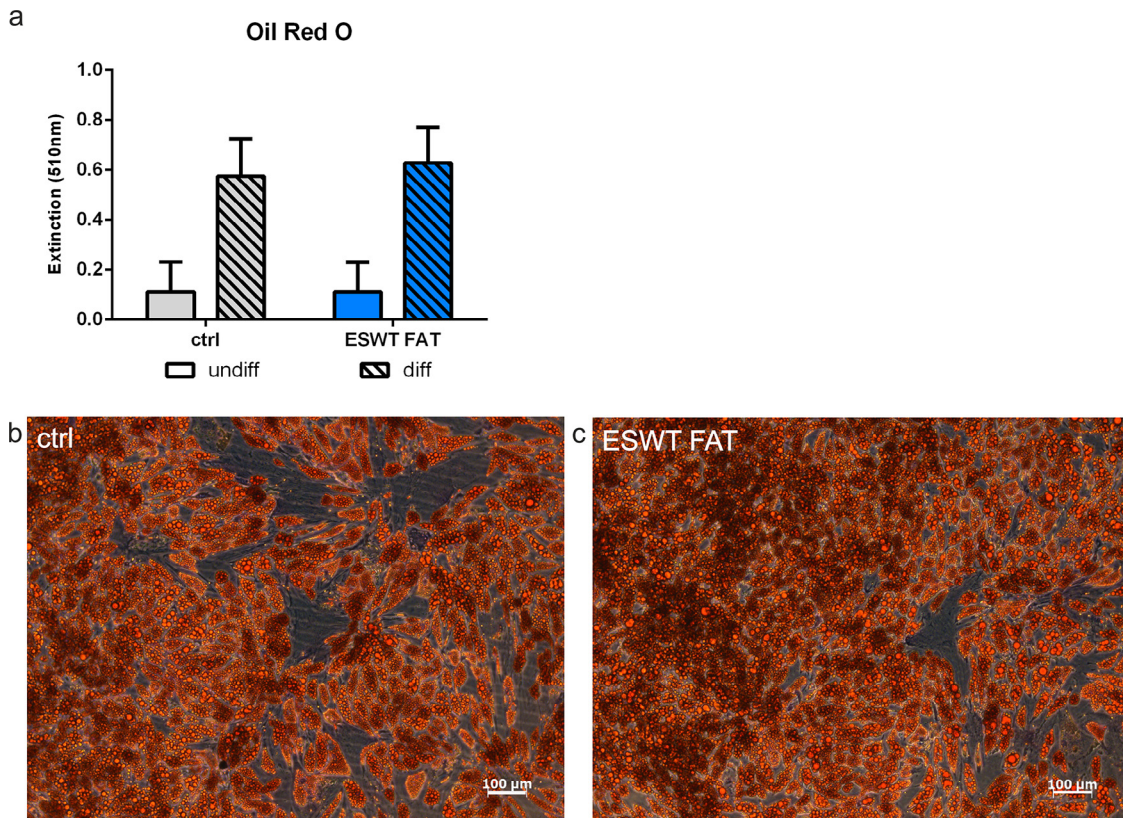 a
Oil Red O
Extinction (510nm)
1.0
0.8
0.6
0.4
0.2
0.0
ctrl
ESWT FAT
undiff
diff
b
ctrl
100 µm
c
ESWT FAT
100 µm